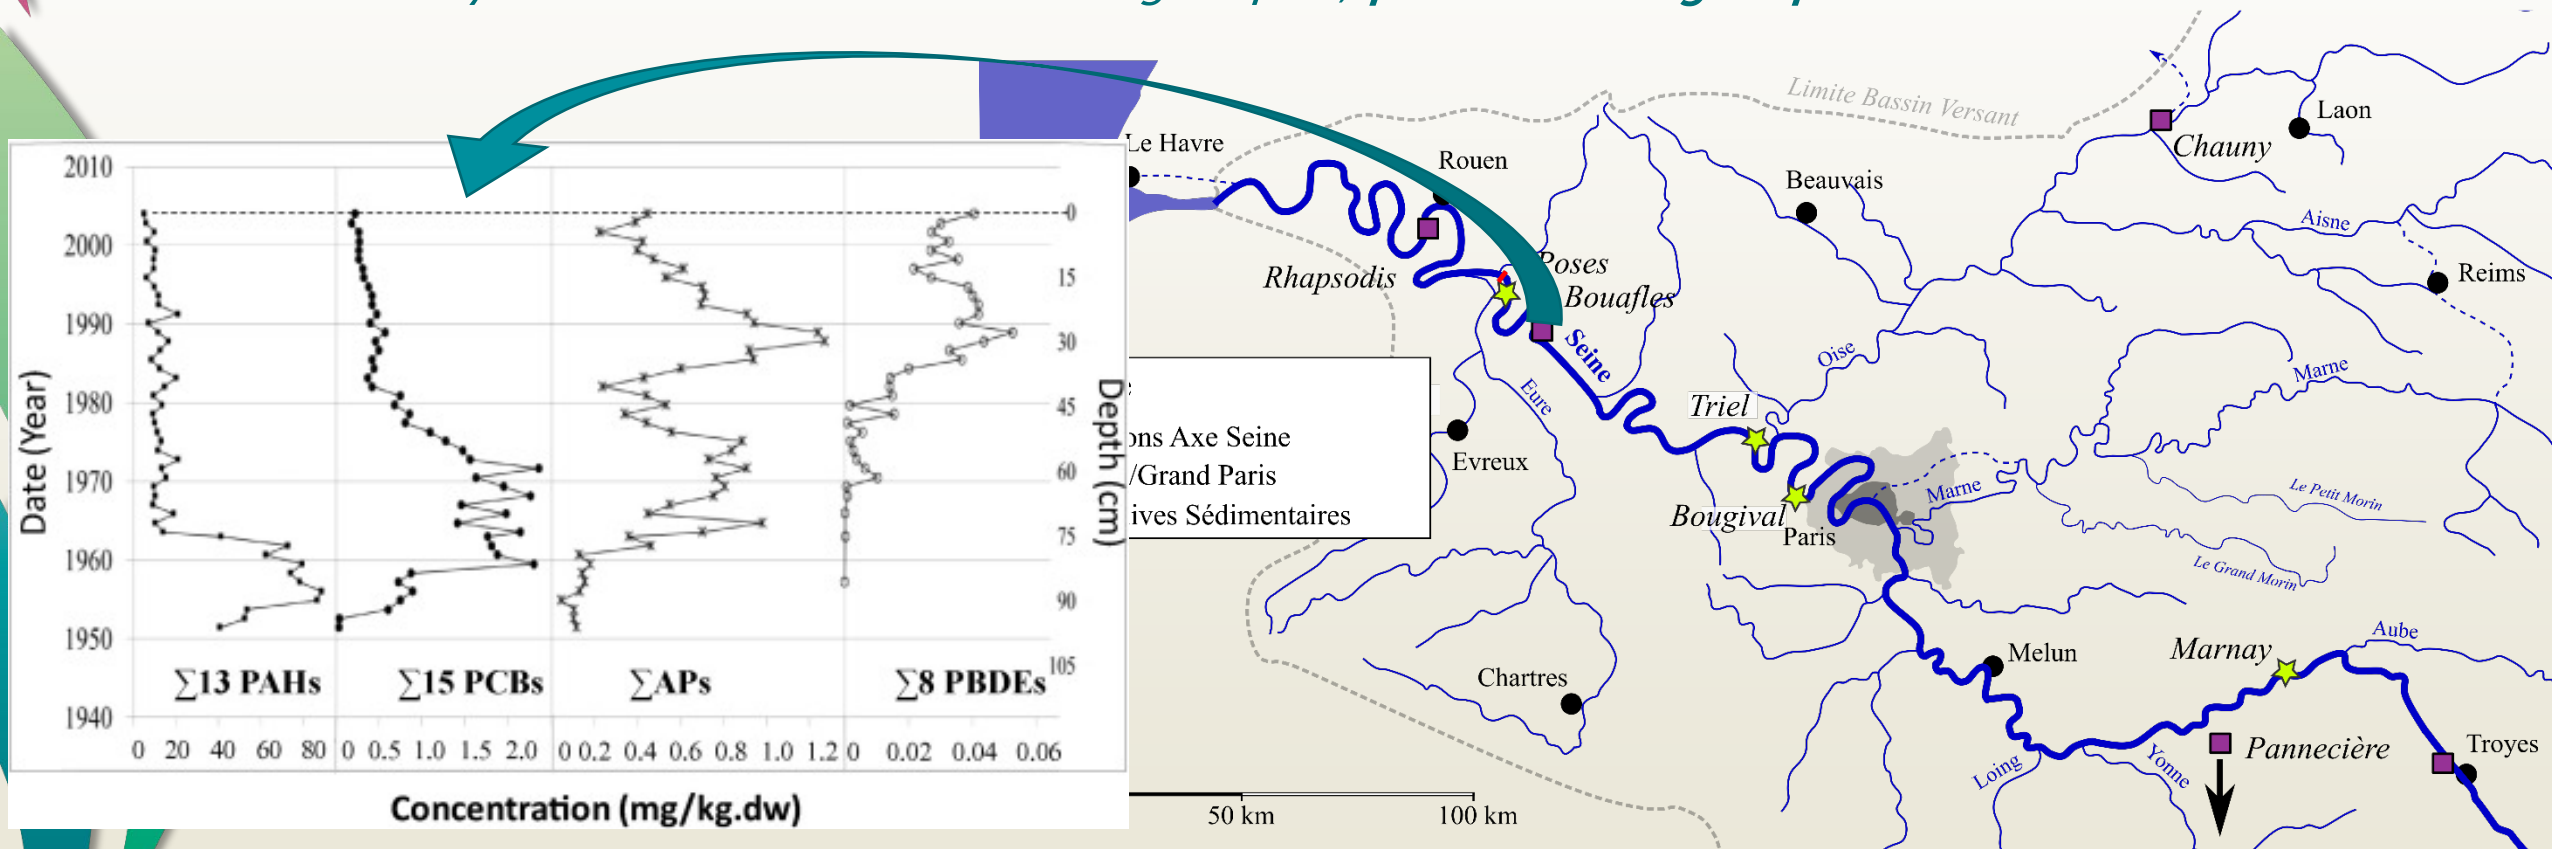 2010
2000
1990
1980
1970
1960
1950
1940
Date (Year)
0
15
30
45
60
75
90
105
Depth (cm)
∑13 PAHs
∑15 PCBs
∑APs
∑8 PBDEs
0 20 40 60 80
0 0.5 1.0 1.5 2.0
0 0.2 0.4 0.6 0.8 1.0 1.2
0 0.02 0.04 0.06
Concentration (mg/kg.dw)
Le Havre
Rouen
Limite Bassin Versant
Beauvais
Chauny
Laon
Aisne
Reims
Rhapsodis
Poses
Bouafles
Seine
Oise
Marne
Eure
Triel
Evreux
Axe Seine
/Grand Paris
Sédimentaires
Bougival
Paris
Marne
Le Petit Morin
Le Grand Morin
Chartres
Melun
Marnay
Aube
Pannecière
Troyes
Loing
Yonne
50 km
100 km